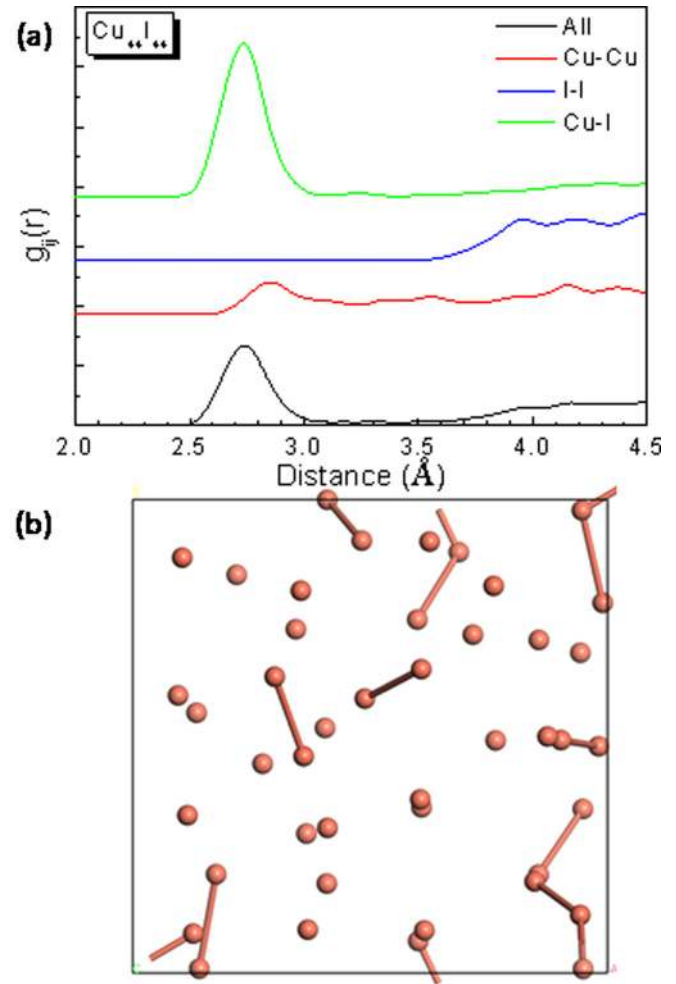 (a)
Cu₄₄I₄₄
All
Cu-Cu
I-I
Cu-I
gᵢⱼ(r)
2.0 2.5 3.0 3.5 4.0 4.5
Distance (Å)
(b)
A